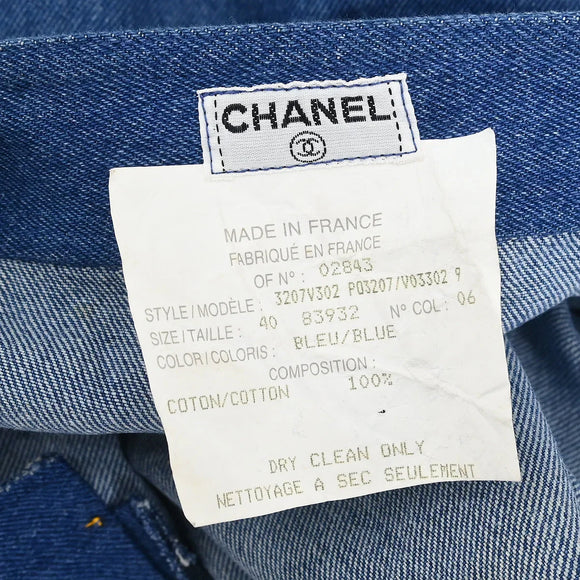 CHANEL
MADE IN FRANCE
FABRIQUÉ EN FRANCE
OF N° : 02843
STYLE/MODÈLE : 3207V302 P03207/V03302 9
SIZE/TAILLE : 40 83932 N° COL : 06
COLOR/COLORIS : BLEU/BLUE
COMPOSITION :
COTON/COTTON 100%
DRY CLEAN ONLY
NETTOYAGE A SEC SEULEMENT